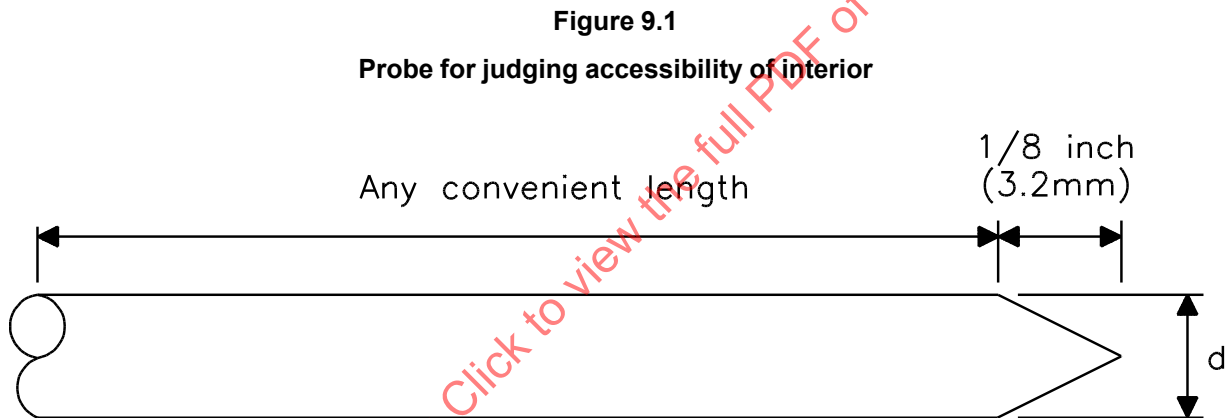 Figure 9.1
Probe for judging accessibility of interior
1/8 inch
(3.2mm)
Any convenient length
d
Click to view the full PDF of